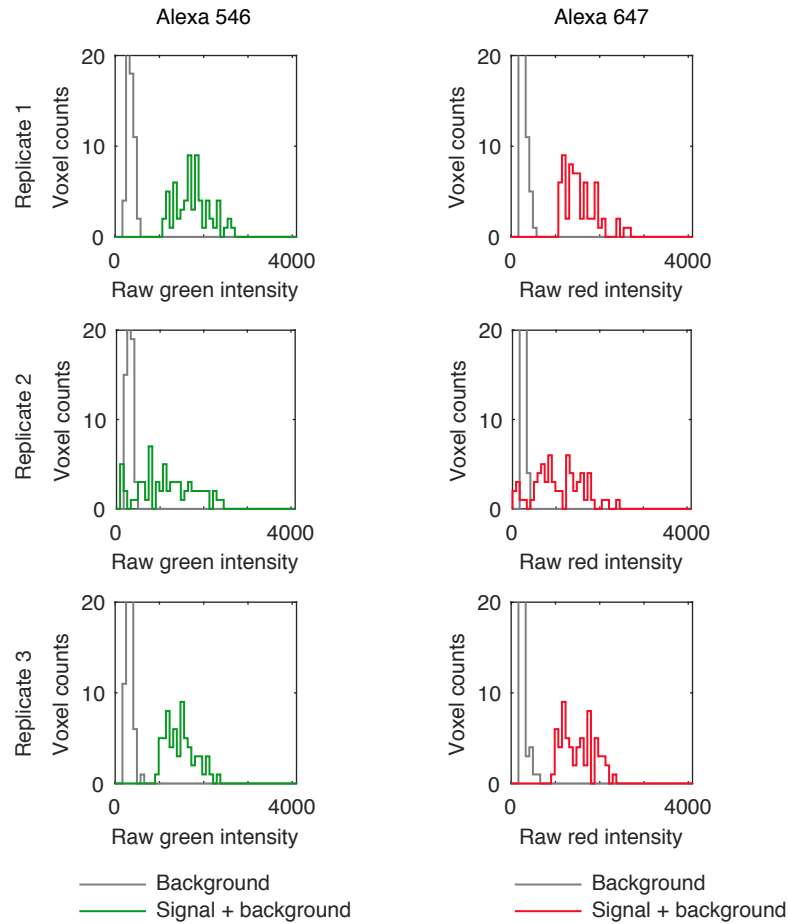 Alexa 546
Alexa 647
Replicate 1
Voxel counts
20
10
0
0
4000
Raw green intensity
Voxel counts
20
10
0
0
4000
Raw red intensity
Replicate 2
Voxel counts
20
10
0
0
4000
Raw green intensity
Voxel counts
20
10
0
0
4000
Raw red intensity
Replicate 3
Voxel counts
20
10
0
0
4000
Raw green intensity
Voxel counts
20
10
0
0
4000
Raw red intensity
Background
Signal + background
Background
Signal + background